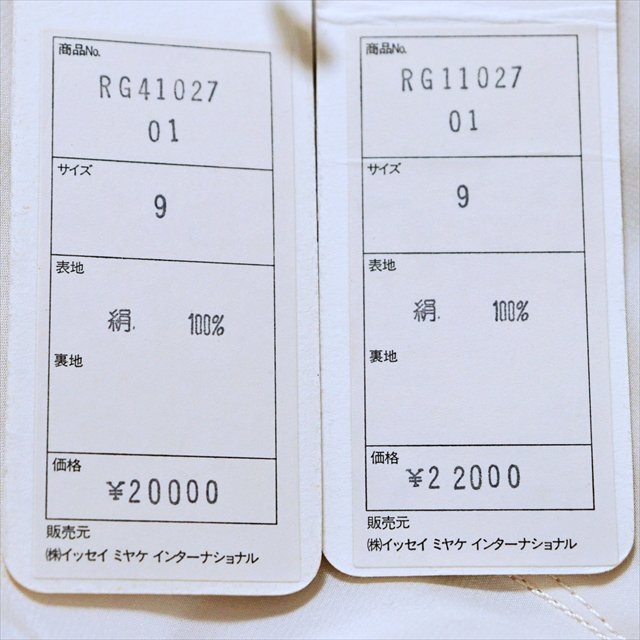 商品No.
RG41027
01
サイズ
9
表地
絹. 100%
裏地
価格
¥20000
販売元
㈱イッセイ ミヤケ インターナショナル
商品No.
RG11027
01
サイズ
9
表地
絹. 100%
裏地
価格
¥2 2000
販売元
㈱イッセイ ミヤケ インターナショナル